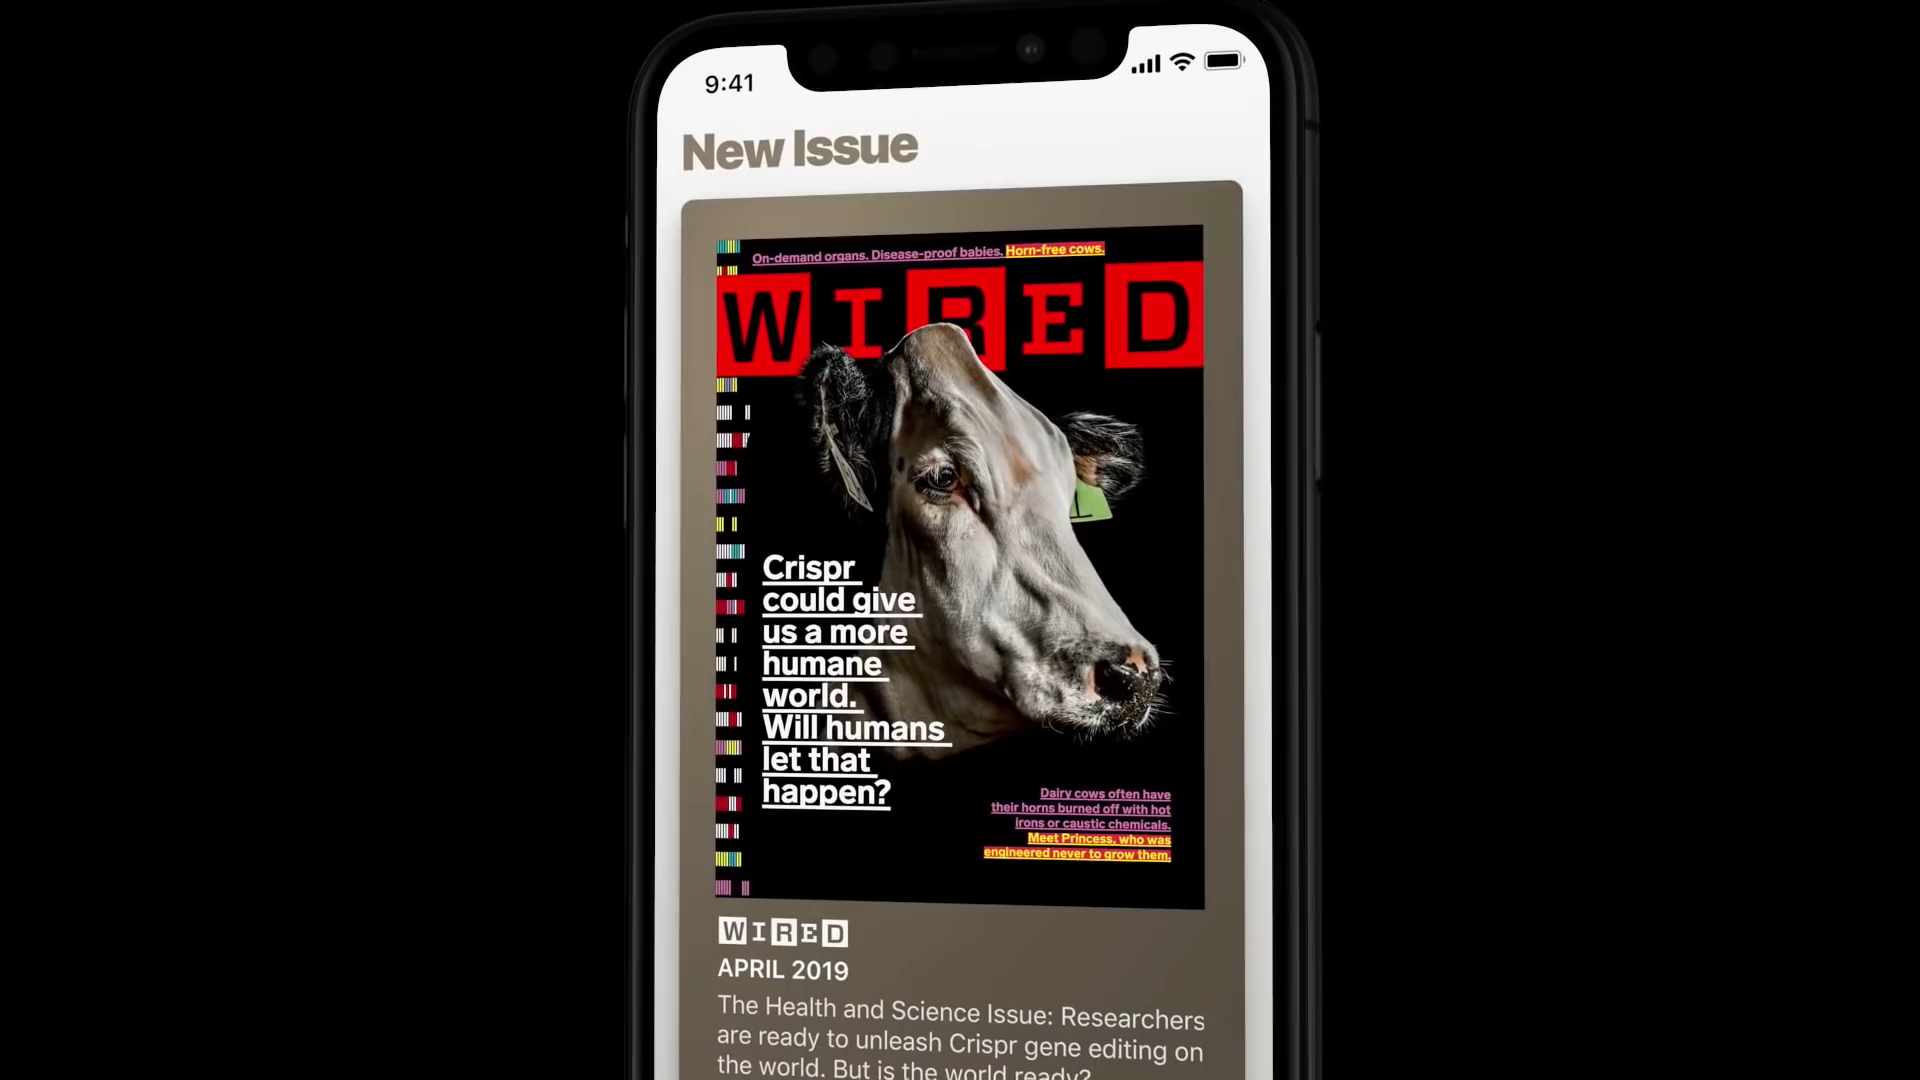 9:41
New Issue
On-demand organs. Disease-proof babies. Horn-free cows.
WIRED
Crispr
could give
us a more
humane
world.
Will humans
let that
happen?
Dairy cows often have
their horns burned off with hot
irons or caustic chemicals.
Meet Princess, who was
engineered never to grow them.
WIRED
APRIL 2019
The Health and Science Issue: Researchers
are ready to unleash Crispr gene editing on
the world. But is the world ready?